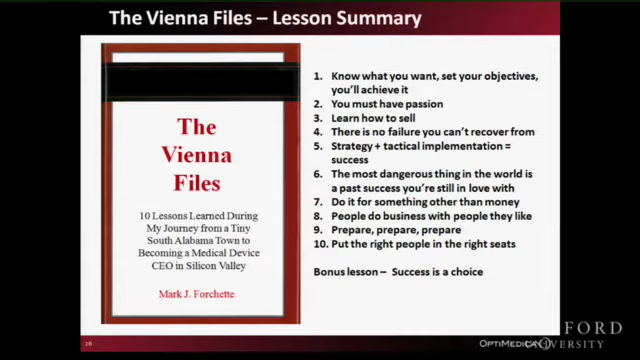 The Vienna Files – Lesson Summary
The
Vienna
Files
10 Lessons Learned During
My Journey from a Tiny
South Alabama Town to
Becoming a Medical Device
CEO in Silicon Valley
Mark J. Forchette
1. Know what you want, set your objectives,
you'll achieve it
2. You must have passion
3. Learn how to sell
4. There is no failure you can't recover from
5. Strategy + tactical implementation =
success
6. The most dangerous thing in the world is
a past success you're still in love with
7. Do it for something other than money
8. People do business with people they like
9. Prepare, prepare, prepare
10. Put the right people in the right seats
Bonus lesson – Success is a choice
26
OPTIMEDICA